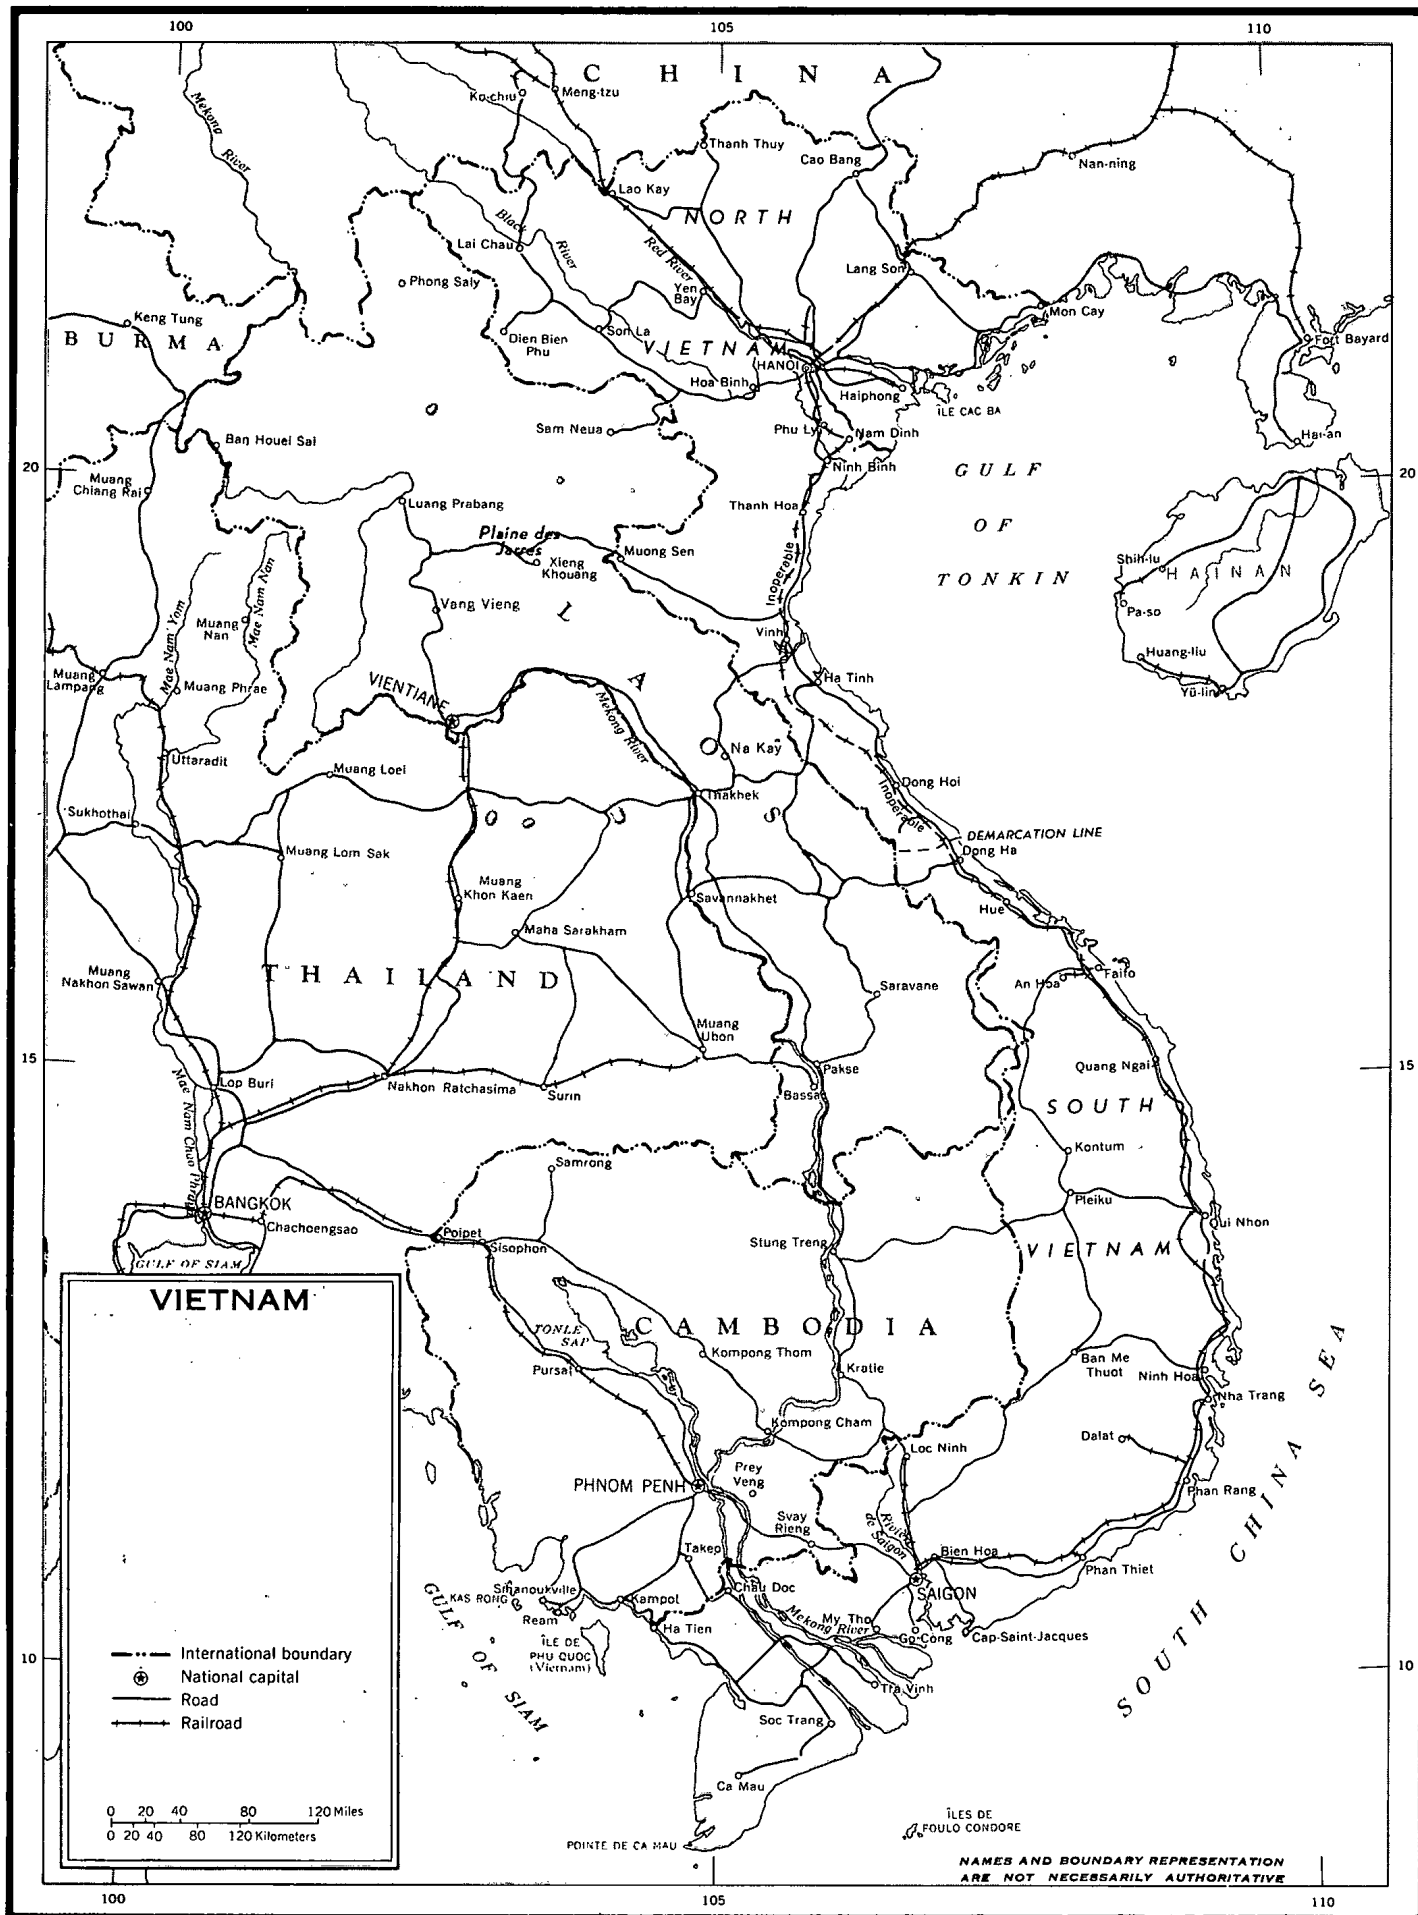 100
105
110
C H I N A
Mekong
River
Ko-chiu
Meng-tzu
Thanh Thuy
Cao Bang
Nan-ning
Lao Kay
NORTH
Black
River
Lai Chau
Red River
Lang Son
Phong Saly
Yen
Bay
Mon Cay
Keng Tung
BURMA
Dien Bien
Phu
Son La
VIETNAM
Fort Bayard
HANOI
Hoa Binh
Haiphong
ÎLE CAC BA
Sam Neua
Phu Ly
Nam Dinh
Hai-an
Ban Houei Sai
Ninh Binh
20
20
GULF
OF
TONKIN
Muang
Chiang Rai
Luang Prabang
Thanh Hoa
Plaine des
Jarres
Muong Sen
Xieng
Khouang
Inoperable
Shih-lu
HAINAN
Mae Nam Yom
Mae Nam Nan
Muang
Nan
Vang Vieng
L
A
O
S
Pa-so
Vinh
Huang-liu
Muang
Lampang
Muang Phrae
VIENTIANE
Ha Tinh
Yü-lin
Mekong River
Na Kay
Uttaradit
Muang Loei
Dong Hoi
Thakhek
Inoperable
Sukhothai
DEMARCATION LINE
Muang Lom Sak
Dong Ha
Muang
Khon Kaen
Savannakhet
Hue
Maha Sarakham
Muang
Nakhon Sawan
THAILAND
Faifo
An Hoa
Saravane
Muang
Ubon
15
15
Lop Buri
Nakhon Ratchasima
Surin
Pakse
Quang Ngai
Bassac
Mae Nam Chao Phraya
SOUTH
Kontum
Samrong
BANGKOK
Pleiku
Chachoengsao
Poipet
Sisophon
Qui Nhon
Stung Treng
VIETNAM
GULF OF SIAM
TONLE
SAP
CAMBODIA
Pursat
Kompong Thom
Kratie
Ban Me
Thuot
Ninh Hoa
Nha Trang
Kompong Cham
Dalat
Loc Ninh
PHNOM PENH
Prey
Veng
Phan Rang
Svay
Rieng
Rivière
de Saigon
Bien Hoa
Phan Thiet
Takeo
SAIGON
Sihanoukville
KAS RONG
Kampot
Chau Doc
Ream
Ha Tien
Mekong River
My Tho
Go Cong
Cap-Saint-Jacques
ÎLE DE
PHU QUOC
(Vietnam)
GULF OF SIAM
SOUTH CHINA SEA
10
10
Tra Vinh
Soc Trang
Ca Mau
POINTE DE CA MAU
ÎLES DE
POULO CONDORE
VIETNAM
International boundary
National capital
Road
Railroad
0 20 40 80 120 Miles
0 20 40 80 120 Kilometers
NAMES AND BOUNDARY REPRESENTATION
ARE NOT NECESSARILY AUTHORITATIVE
100
105
110